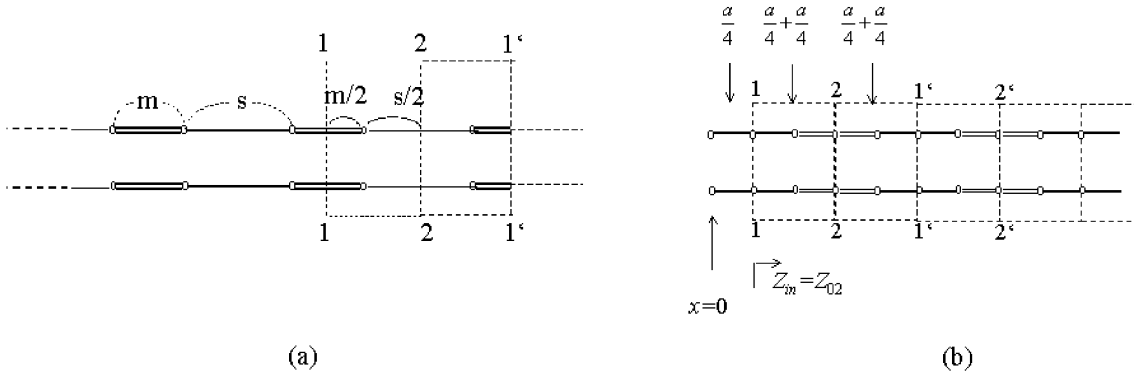 1 2 1‘
m s m/2 s/2
1 2 1‘
(a)
a/4 a/4+a/4 a/4+a/4
1 2 1‘ 2‘
1 2 1‘ 2‘
Z_in=Z_02
x=0
(b)